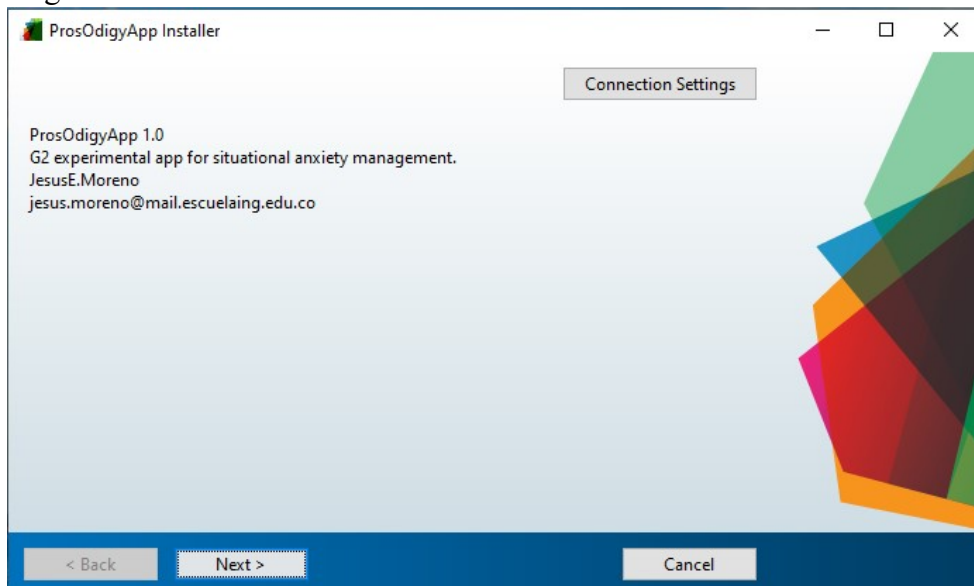 ProsOdigyApp Installer
Connection Settings
ProsOdigyApp 1.0
G2 experimental app for situational anxiety management.
JesusE.Moreno
jesus.moreno@mail.escuelaing.edu.co
< Back
Next >
Cancel